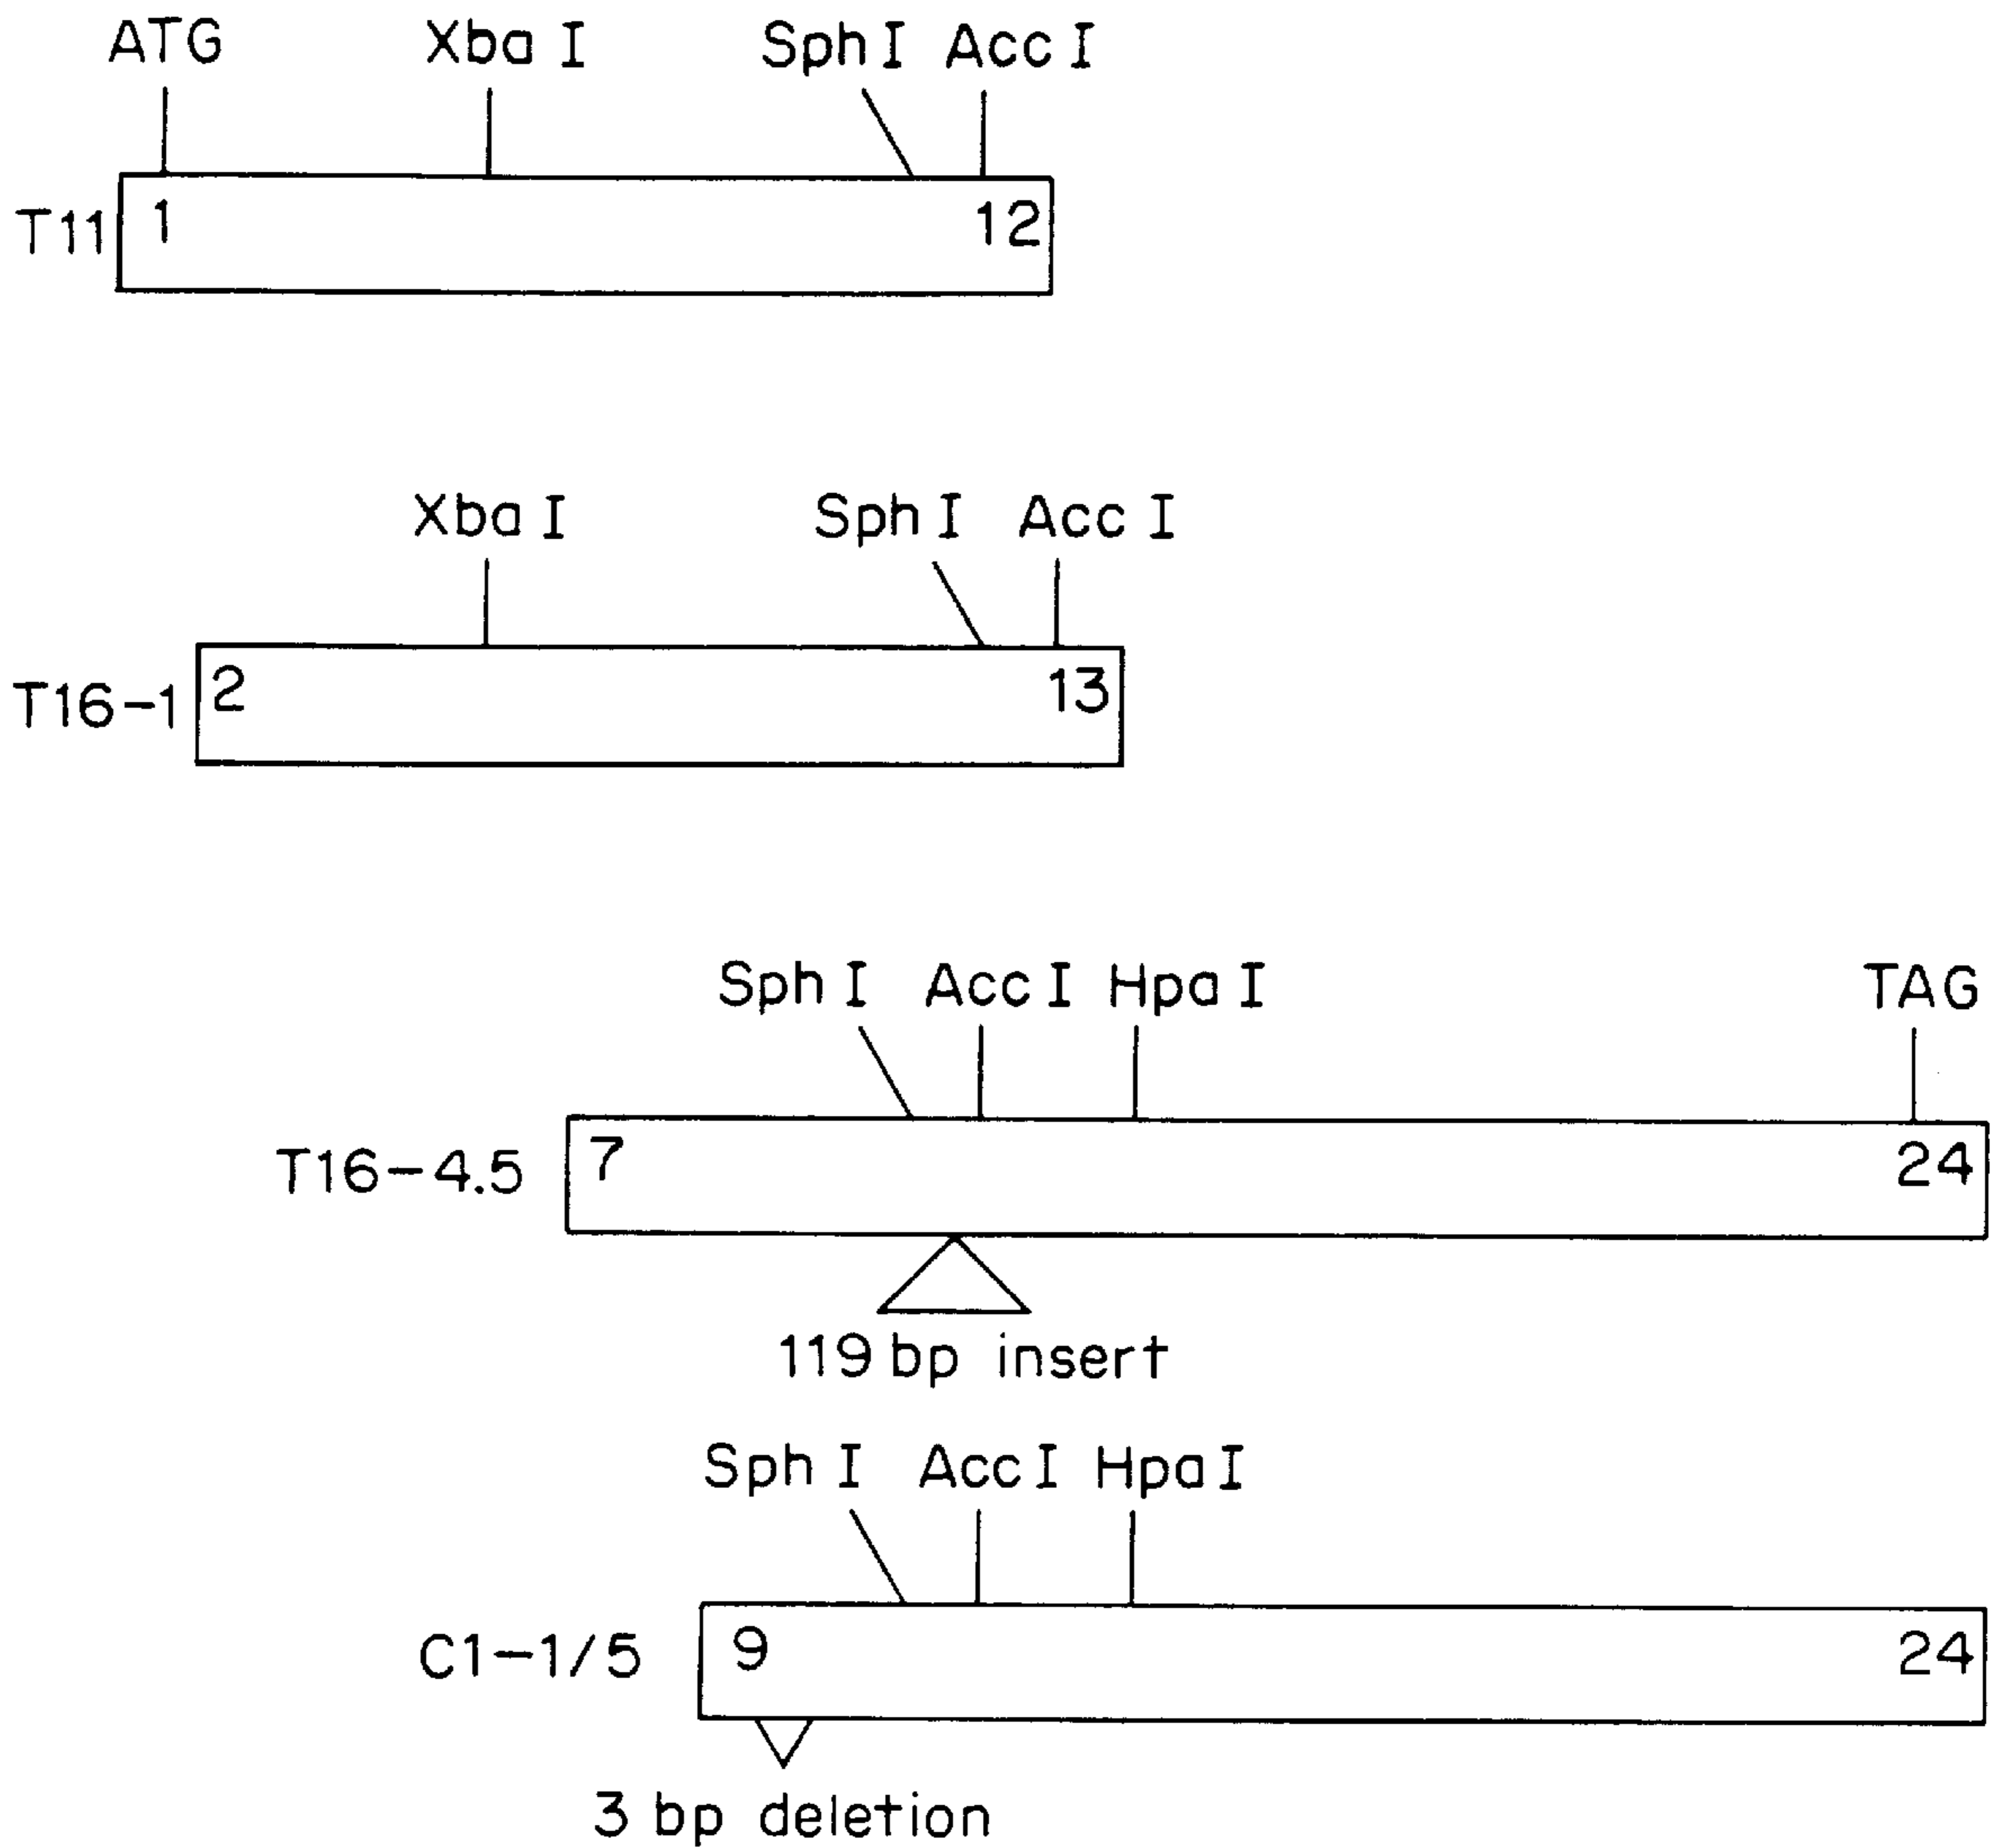 ATG Xba I Sph I Acc I
T11 1 12
Xba I Sph I Acc I
T16-1 2 13
Sph I Acc I Hpa I TAG
T16-4.5 7 24
119 bp insert
Sph I Acc I Hpa I
C1-1/5 9 24
3 bp deletion